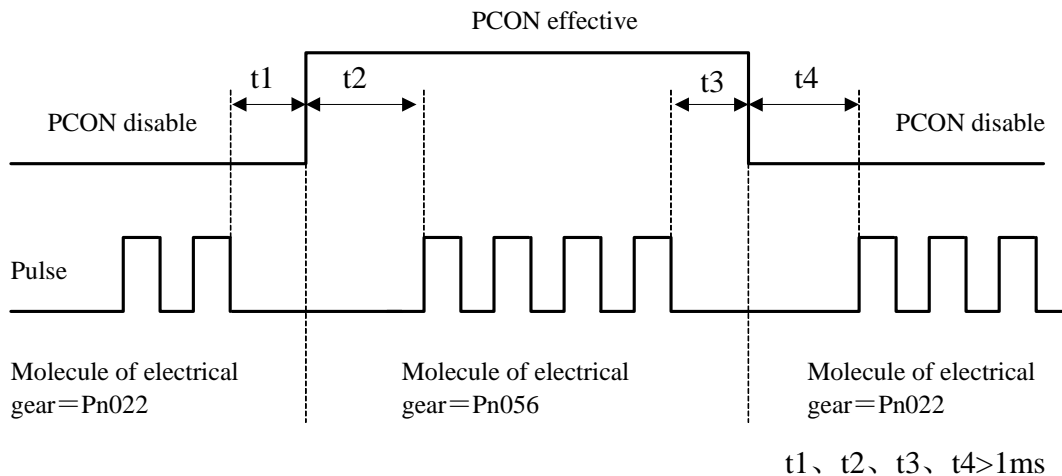 PCON effective
t1 t2 t3 t4
PCON disable PCON disable
Pulse
Molecule of electrical
gear＝Pn022
Molecule of electrical
gear＝Pn056
Molecule of electrical
gear＝Pn022
t1、t2、t3、t4>1ms